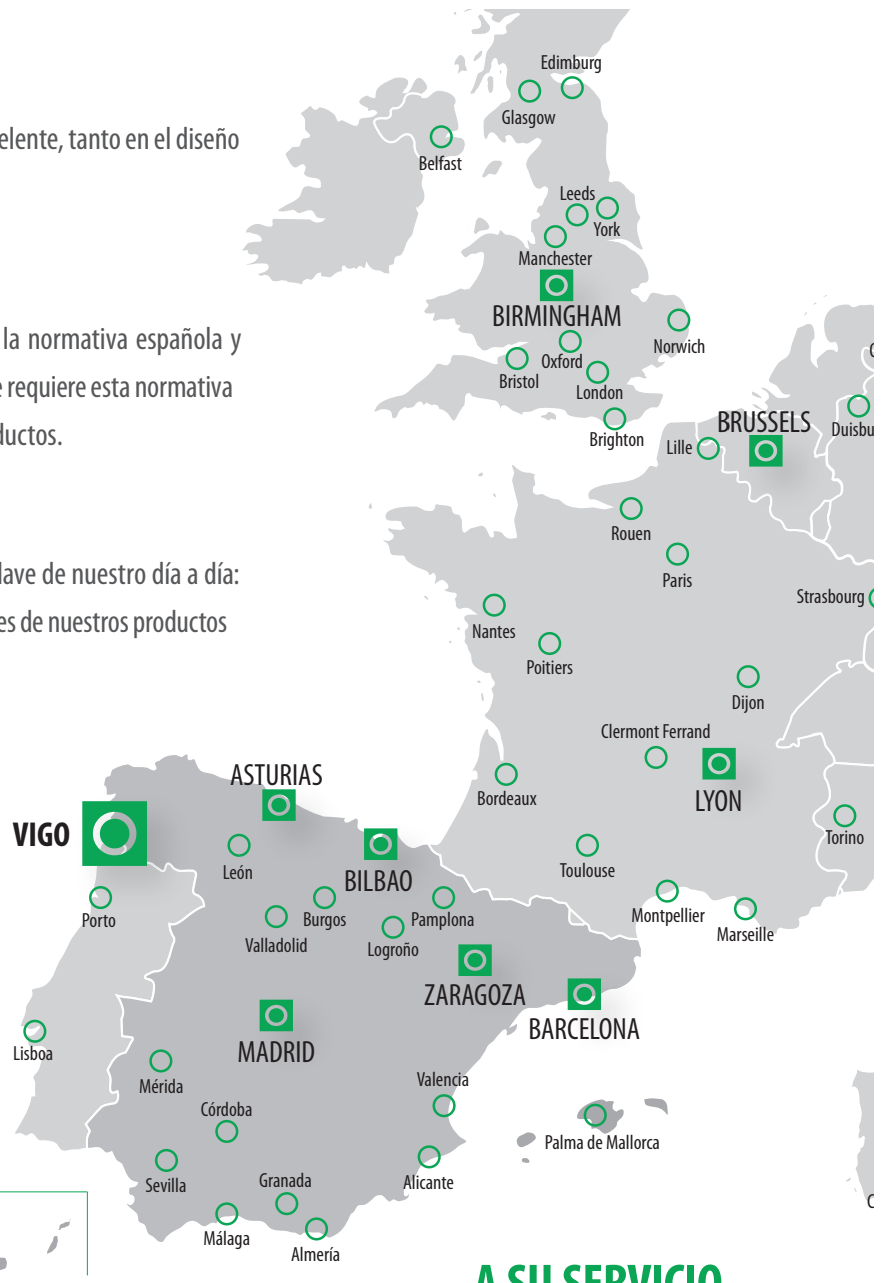 elente, tanto en el diseño
la normativa española y
e requiere esta normativa
ductos.
lave de nuestro día a día:
es de nuestros productos
Edimburg
Glasgow
Belfast
Leeds
York
Manchester
BIRMINGHAM
Norwich
Oxford
Bristol
London
Brighton
BRUSSELS
Duisbu
Lille
Rouen
Paris
Strasbourg
Nantes
Poitiers
Dijon
Clermont Ferrand
LYON
Bordeaux
Torino
Toulouse
Montpellier
Marseille
ASTURIAS
VIGO
León
BILBAO
Porto
Burgos
Pamplona
Valladolid
Logroño
ZARAGOZA
BARCELONA
MADRID
Lisboa
Mérida
Valencia
Córdoba
Palma de Mallorca
Sevilla
Granada
Alicante
Málaga
Almería
A SU SERVICIO